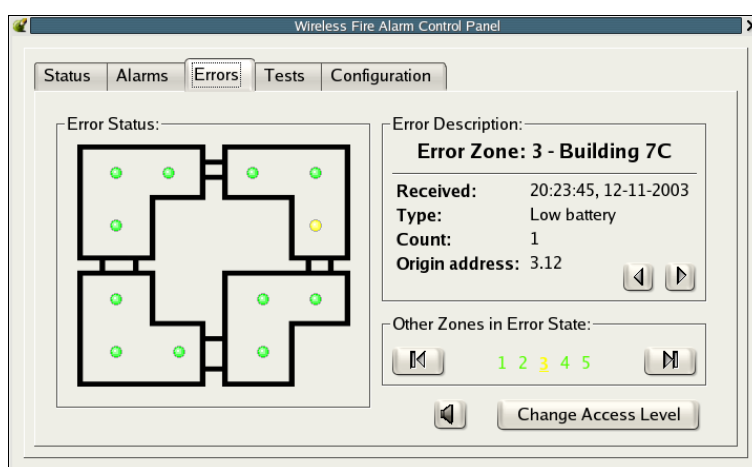 Wireless Fire Alarm Control Panel
Status Alarms Errors Tests Configuration
Error Status:
Error Description:
Error Zone: 3 - Building 7C
Received: 20:23:45, 12-11-2003
Type: Low battery
Count: 1
Origin address: 3.12
Other Zones in Error State:
1 2 3 4 5
Change Access Level